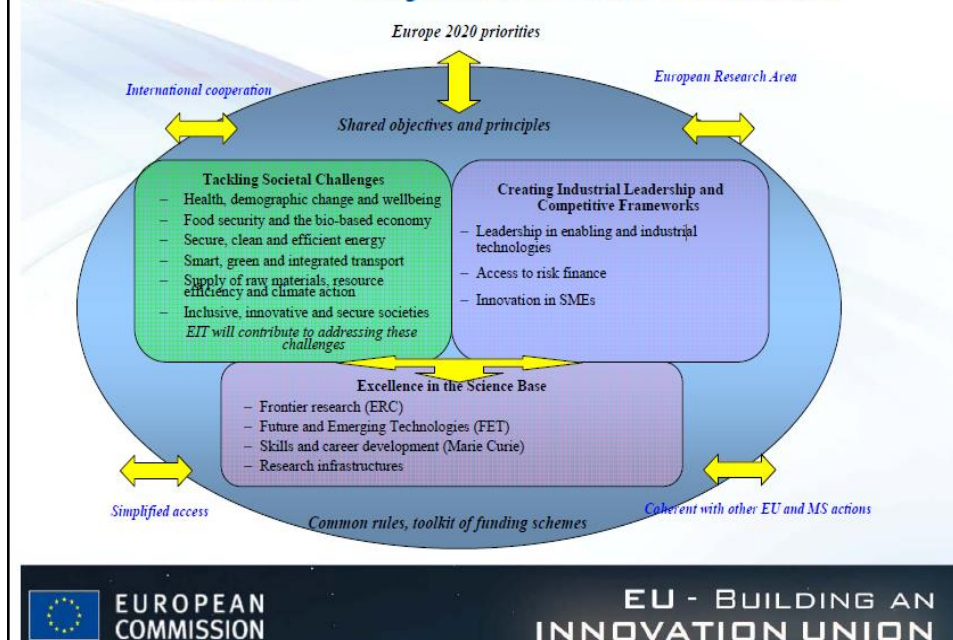 Europe 2020 priorities
International cooperation
European Research Area
Shared objectives and principles
Tackling Societal Challenges
– Health, demographic change and wellbeing
– Food security and the bio-based economy
– Secure, clean and efficient energy
– Smart, green and integrated transport
– Supply of raw materials, resource
efficiency and climate action
– Inclusive, innovative and secure societies
EIT will contribute to addressing these
challenges
Creating Industrial Leadership and
Competitive Frameworks
– Leadership in enabling and industrial
technologies
– Access to risk finance
– Innovation in SMEs
Excellence in the Science Base
– Frontier research (ERC)
– Future and Emerging Technologies (FET)
– Skills and career development (Marie Curie)
– Research infrastructures
Simplified access
Coherent with other EU and MS actions
Common rules, toolkit of funding schemes
EUROPEAN
COMMISSION
EU - BUILDING AN
INNOVATION UNION